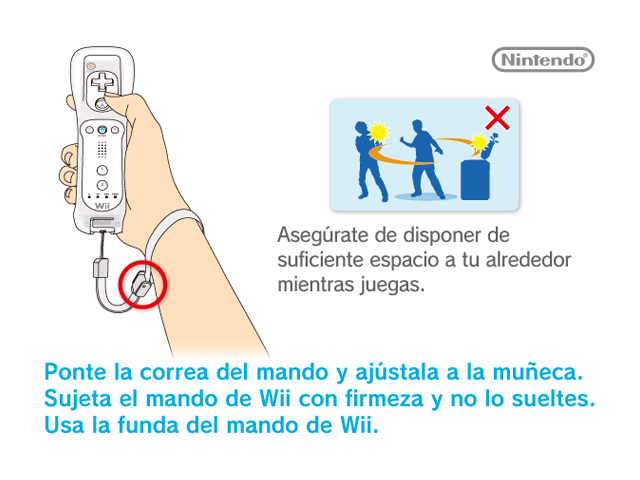 Nintendo®
Wii
Asegúrate de disponer de
suficiente espacio a tu alrededor
mientras juegas.
Ponte la correa del mando y ajústala a la muñeca.
Sujeta el mando de Wii con firmeza y no lo sueltes.
Usa la funda del mando de Wii.